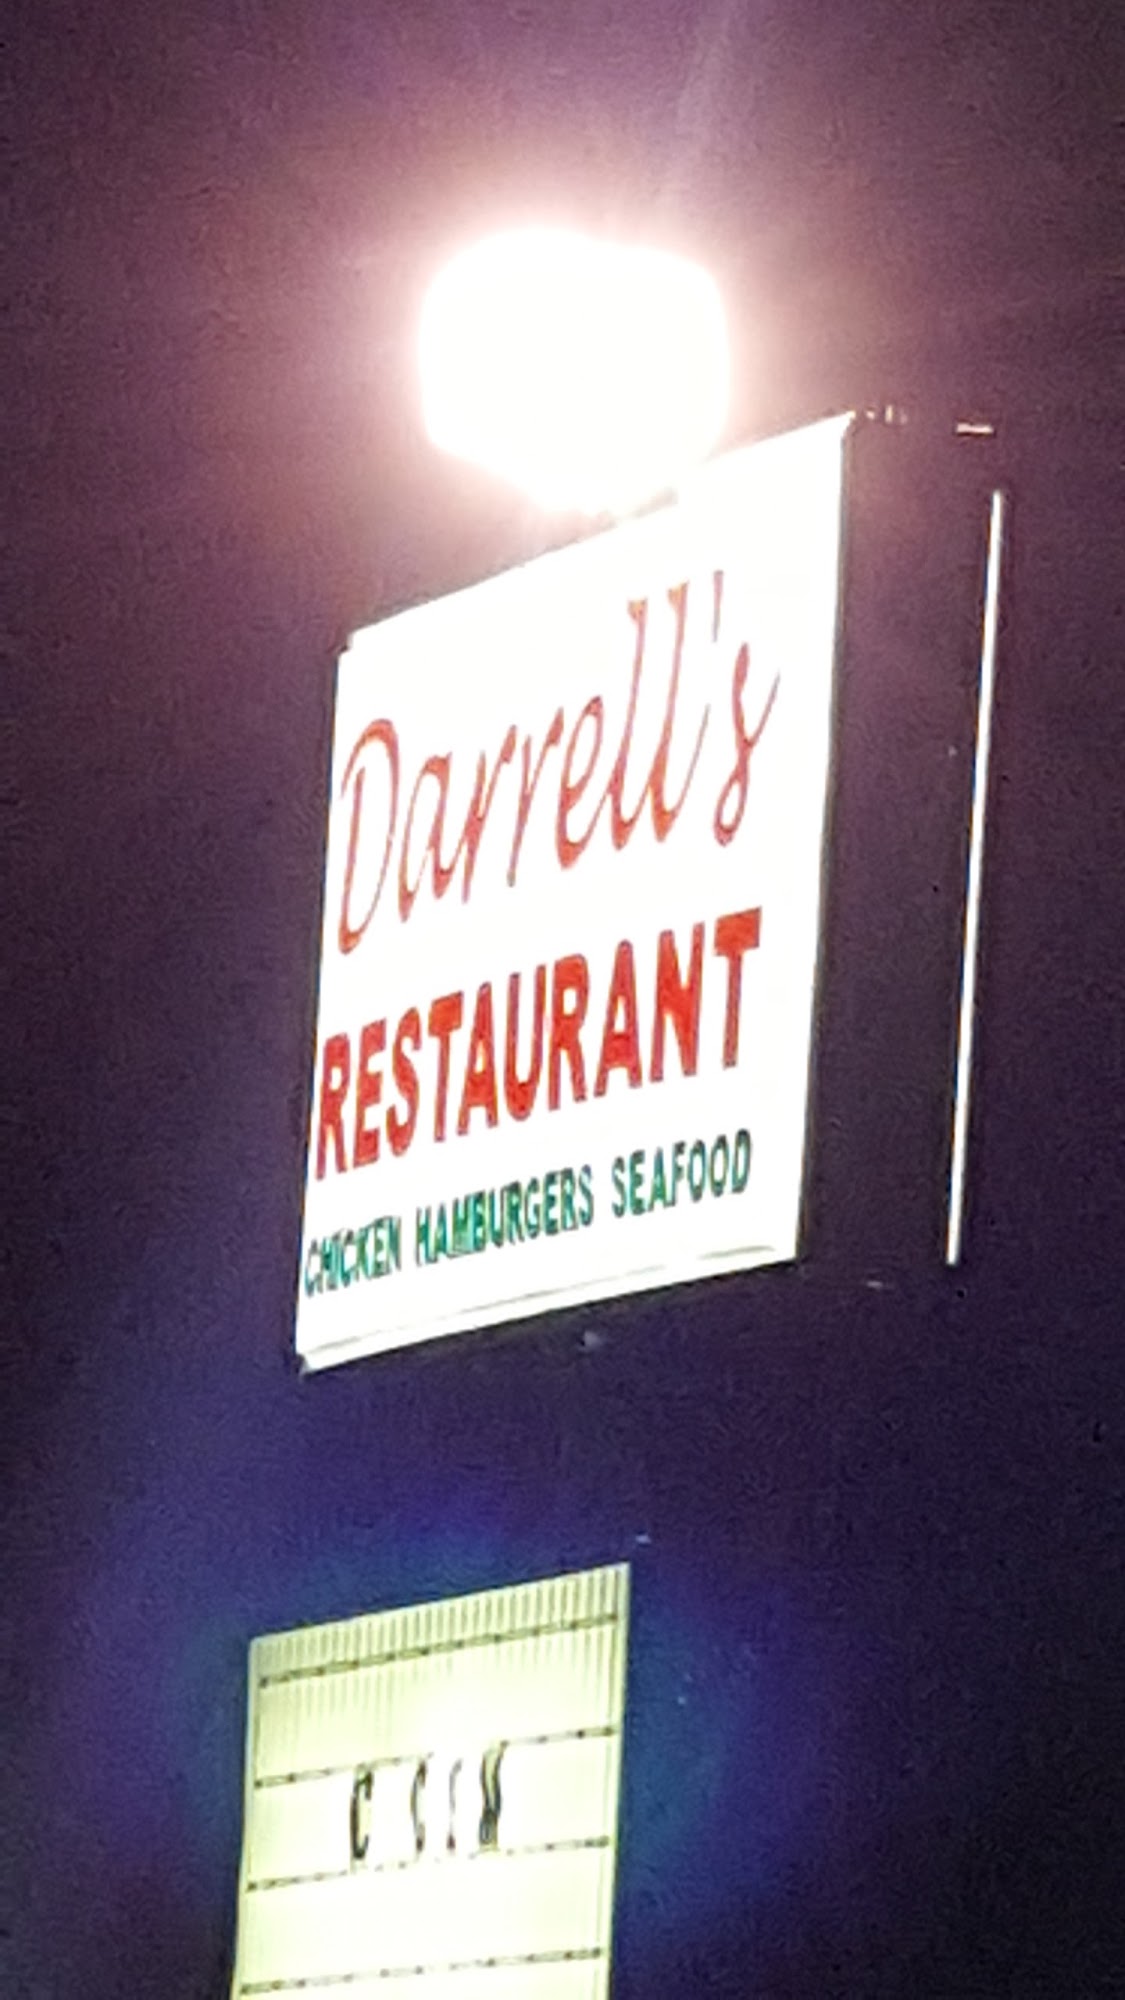 Darrell's
RESTAURANT
CHICKEN HAMBURGERS SEAFOOD